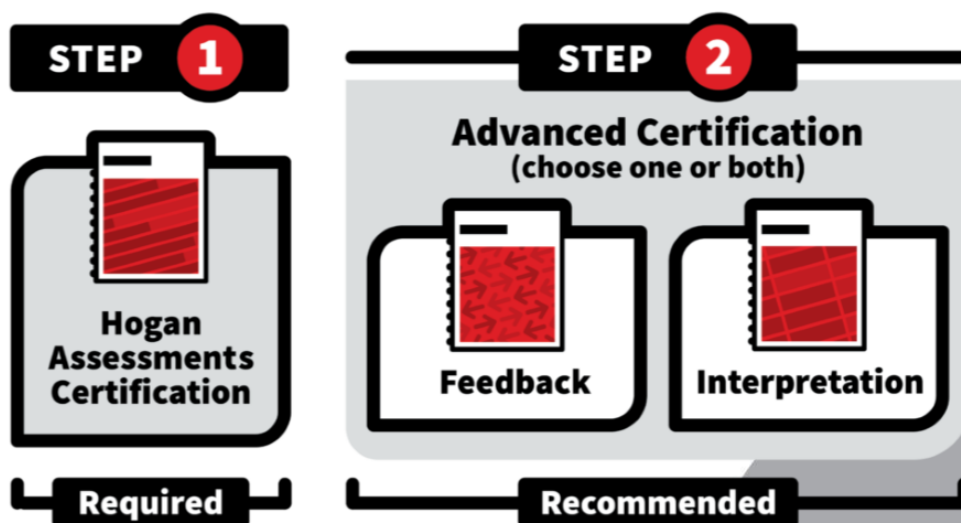 STEP 1
Hogan
Assessments
Certification
Required
STEP 2
Advanced Certification
(choose one or both)
Feedback
Interpretation
Recommended